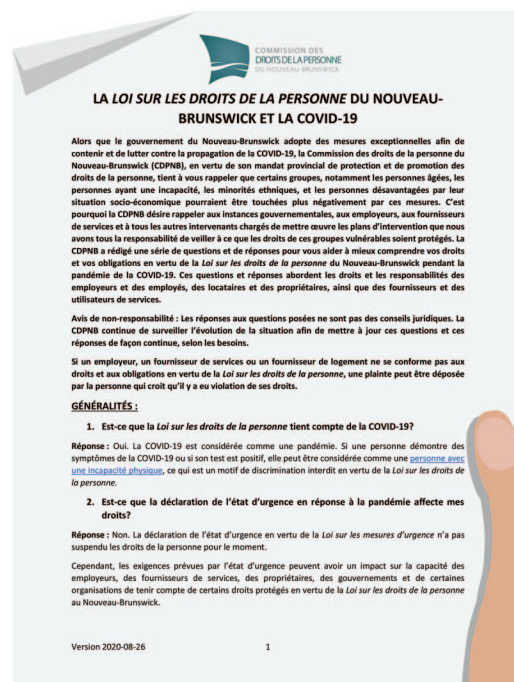 COMMISSION DES
DROITS DE LA PERSONNE
DU NOUVEAU-BRUNSWICK
LA LOI SUR LES DROITS DE LA PERSONNE DU NOUVEAU-
BRUNSWICK ET LA COVID-19
Alors que le gouvernement du Nouveau-Brunswick adopte des mesures exceptionnelles afin de
contenir et de lutter contre la propagation de la COVID-19, la Commission des droits de la personne du
Nouveau-Brunswick (CDPNB), en vertu de son mandat provincial de protection et de promotion des
droits de la personne, tient à vous rappeler que certains groupes, notamment les personnes âgées, les
personnes ayant une incapacité, les minorités ethniques, et les personnes désavantagées par leur
situation socio-économique pourraient être touchées plus négativement par ces mesures. C'est
pourquoi la CDPNB désire rappeler aux instances gouvernementales, aux employeurs, aux fournisseurs
de services et à tous les autres intervenants chargés de mettre œuvre les plans d'intervention que nous
avons tous la responsabilité de veiller à ce que les droits de ces groupes vulnérables soient protégés. La
CDPNB a rédigé une série de questions et de réponses pour vous aider à mieux comprendre vos droits
et vos obligations en vertu de la Loi sur les droits de la personne du Nouveau-Brunswick pendant la
pandémie de la COVID-19. Ces questions et réponses abordent les droits et les responsabilités des
employeurs et des employés, des locataires et des propriétaires, ainsi que des fournisseurs et des
utilisateurs de services.
Avis de non-responsabilité : Les réponses aux questions posées ne sont pas des conseils juridiques. La
CDPNB continue de surveiller l'évolution de la situation afin de mettre à jour ces questions et ces
réponses de façon continue, selon les besoins.
Si un employeur, un fournisseur de services ou un fournisseur de logement ne se conforme pas aux
droits et aux obligations en vertu de la Loi sur les droits de la personne, une plainte peut être déposée
par la personne qui croit qu'il y a eu violation de ses droits.
GÉNÉRALITÉS :
1. Est-ce que la Loi sur les droits de la personne tient compte de la COVID-19?
Réponse : Oui. La COVID-19 est considérée comme une pandémie. Si une personne démontre des
symptômes de la COVID-19 ou si son test est positif, elle peut être considérée comme une personne avec
une incapacité physique, ce qui est un motif de discrimination interdit en vertu de la Loi sur les droits de
la personne.
2. Est-ce que la déclaration de l'état d'urgence en réponse à la pandémie affecte mes
droits?
Réponse : Non. La déclaration de l'état d'urgence en vertu de la Loi sur les mesures d'urgence n'a pas
suspendu les droits de la personne pour le moment.
Cependant, les exigences prévues par l'état d'urgence peuvent avoir un impact sur la capacité des
employeurs, des fournisseurs de services, des propriétaires, des gouvernements et de certaines
organisations de tenir compte de certains droits protégés en vertu de la Loi sur les droits de la personne
au Nouveau-Brunswick.
Version 2020-08-26
1